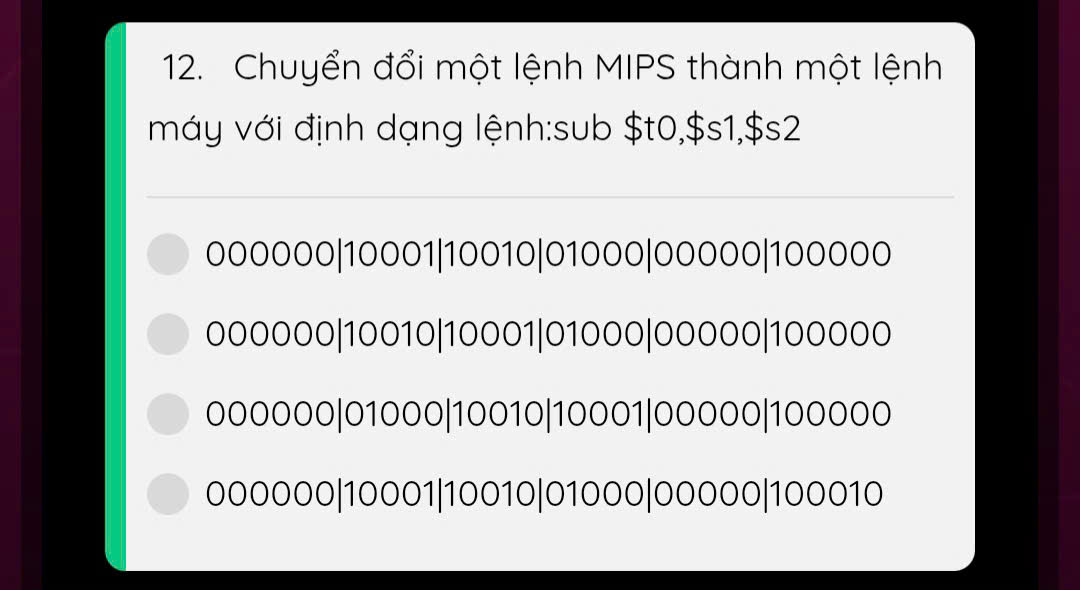 12. Chuyển đổi một lệnh MIPS thành một lệnh
máy với định dạng lệnh:sub $t0,$s1,$s2
000000|10001|10010|01000|00000|100000
000000|10010|10001|01000|00000|100000
000000|01000|10010|10001|00000|100000
000000|10001|10010|01000|00000|100010